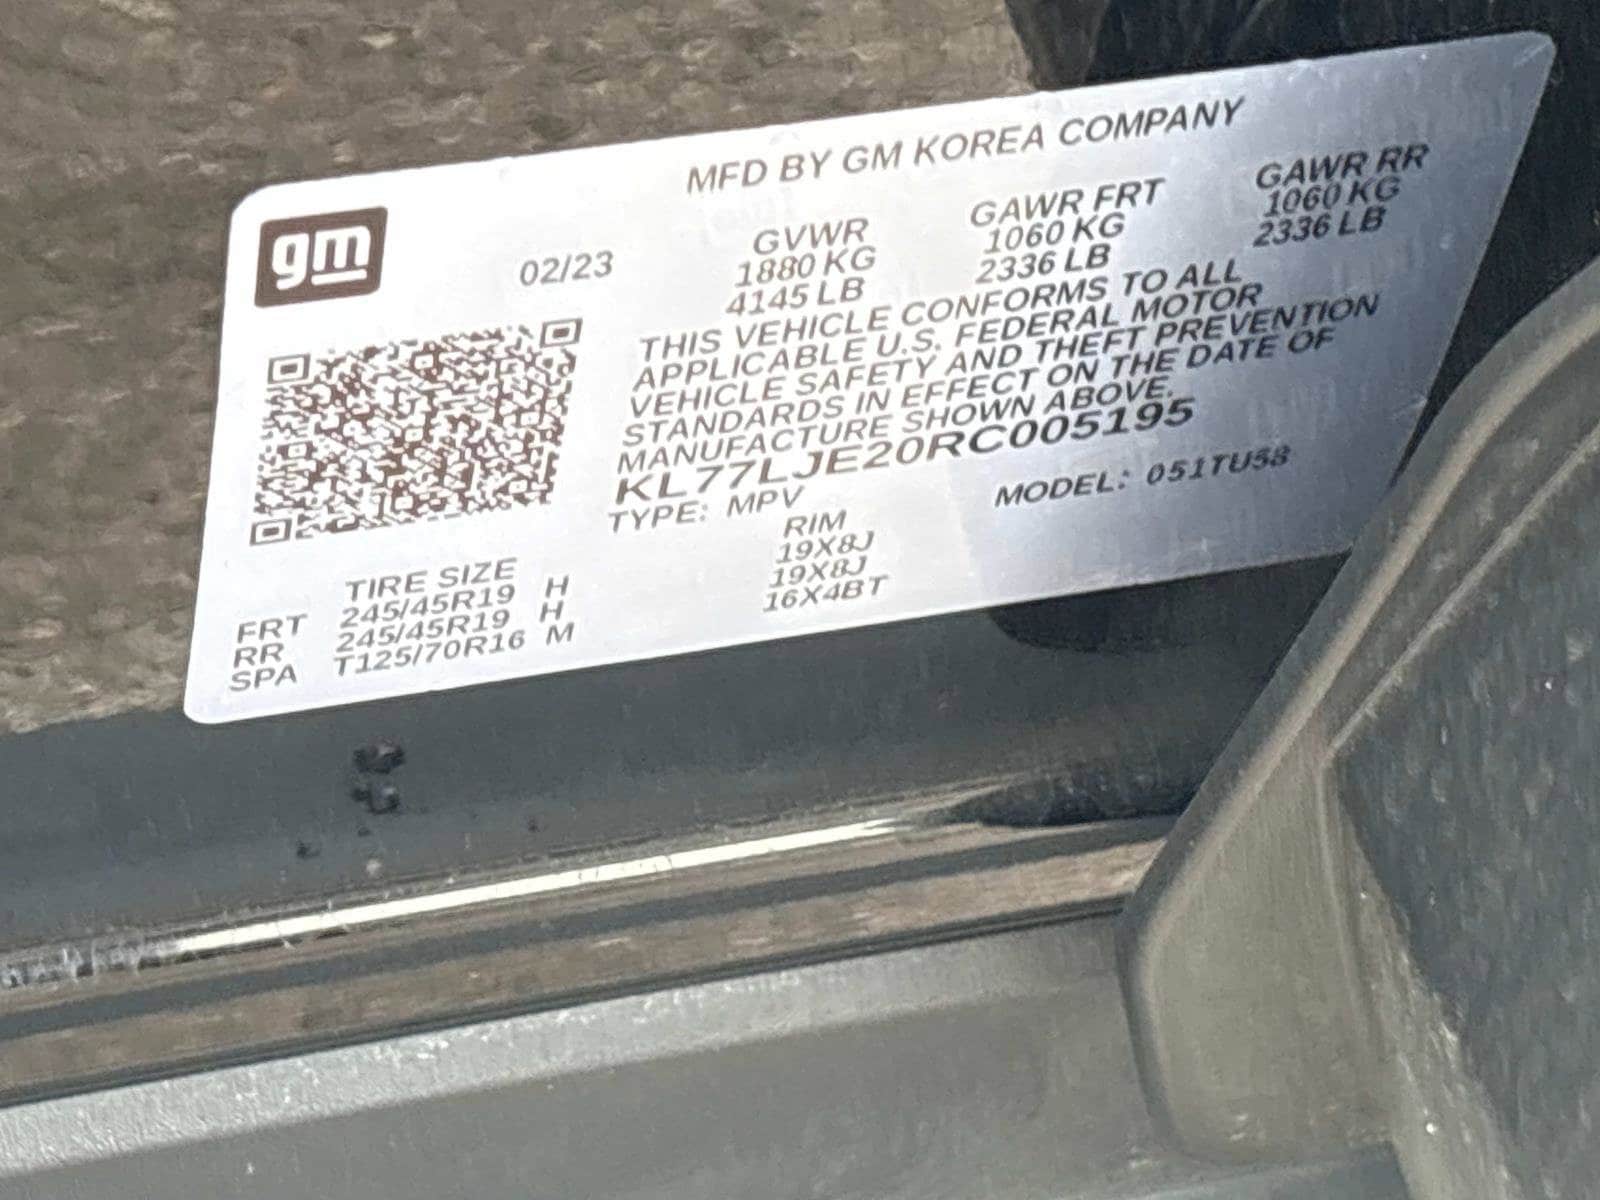 MFD BY GM KOREA COMPANY
gm
02/23
GVWR GAWR FRT GAWR RR
1880 KG 1060 KG 1060 KG
4145 LB 2336 LB 2336 LB
THIS VEHICLE CONFORMS TO ALL
APPLICABLE U.S. FEDERAL MOTOR
VEHICLE SAFETY AND THEFT PREVENTION
STANDARDS IN EFFECT ON THE DATE OF
MANUFACTURE SHOWN ABOVE.
KL77LJE20RC005195
TYPE: MPV MODEL: 051TU58
TIRE SIZE RIM
FRT 245/45R19 H 19X8J
RR 245/45R19 H 19X8J
SPA T125/70R16 M 16X4BT